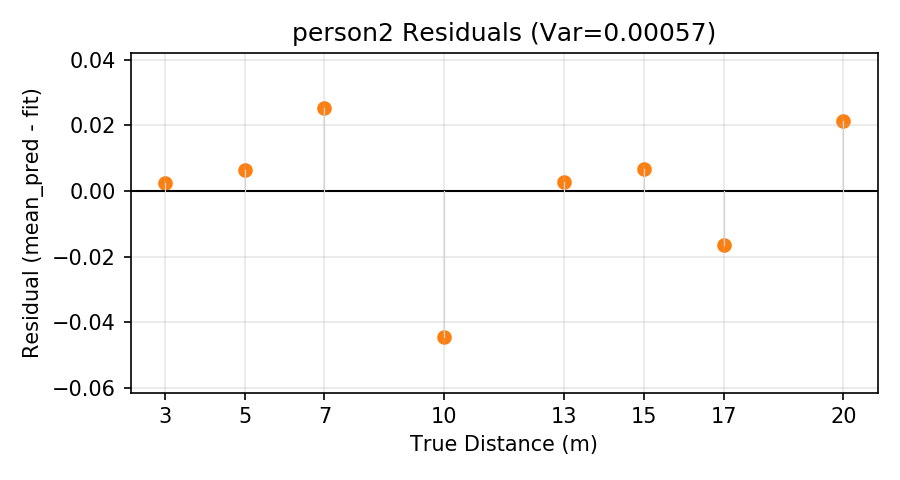 person2 Residuals (Var=0.00057)
Residual (mean_pred - fit)
0.04
0.02
0.00
−0.02
−0.04
−0.06
3 5 7 10 13 15 17 20
True Distance (m)